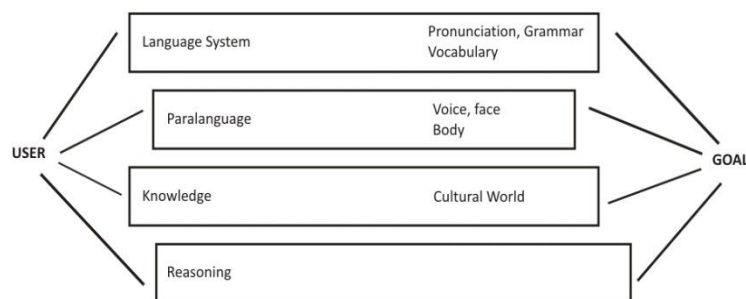 Language System Pronunciation, Grammar
Vocabulary
Paralanguage Voice, face
Body
USER GOAL
Knowledge Cultural World
Reasoning